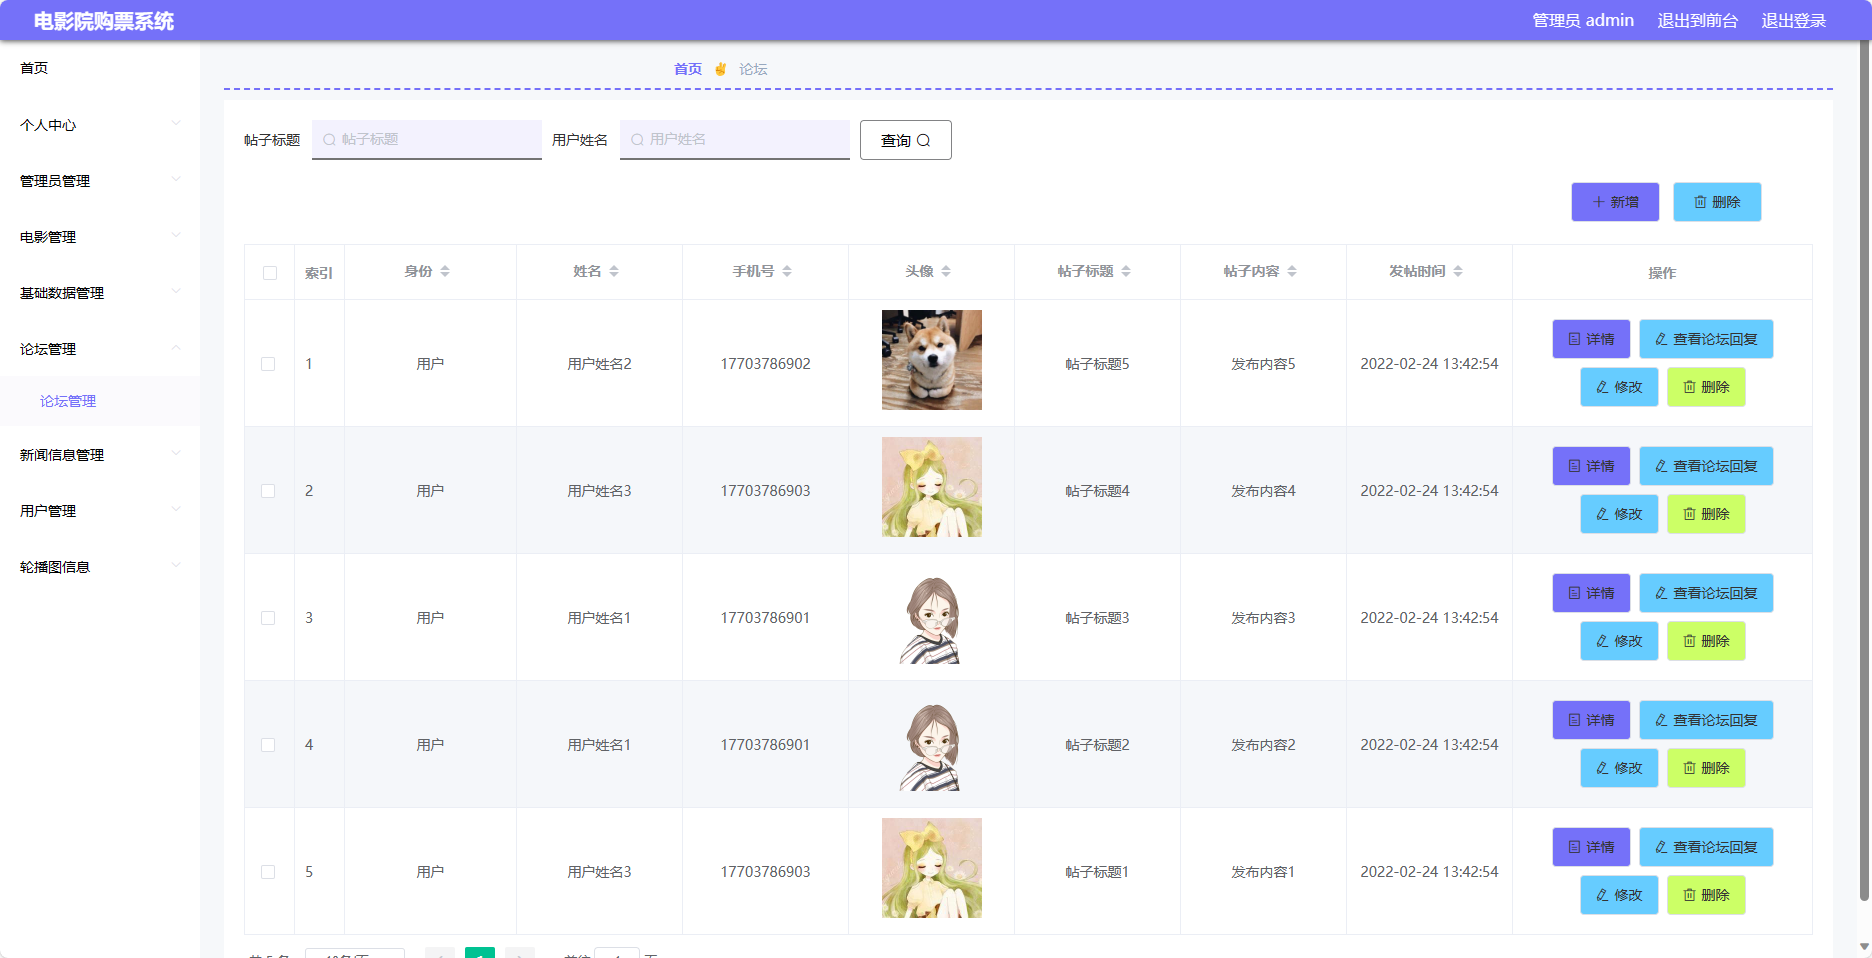 电影院购票系统
管理员 admin 退出到前台 退出登录
首页
个人中心
管理员管理
电影管理
基础数据管理
论坛管理
论坛管理
新闻信息管理
用户管理
轮播图信息
首页 论坛
帖子标题 帖子标题 用户姓名 用户姓名 查询
新增 删除
索引 身份 姓名 手机号 头像 帖子标题 帖子内容 发帖时间 操作
1 用户 用户姓名2 17703786902 帖子标题5 发布内容5 2022-02-24 13:42:54 详情 查看论坛回复
修改 删除
2 用户 用户姓名3 17703786903 帖子标题4 发布内容4 2022-02-24 13:42:54 详情 查看论坛回复
修改 删除
3 用户 用户姓名1 17703786901 帖子标题3 发布内容3 2022-02-24 13:42:54 详情 查看论坛回复
修改 删除
4 用户 用户姓名1 17703786901 帖子标题2 发布内容2 2022-02-24 13:42:54 详情 查看论坛回复
修改 删除
5 用户 用户姓名3 17703786903 帖子标题1 发布内容1 2022-02-24 13:42:54 详情 查看论坛回复
修改 删除